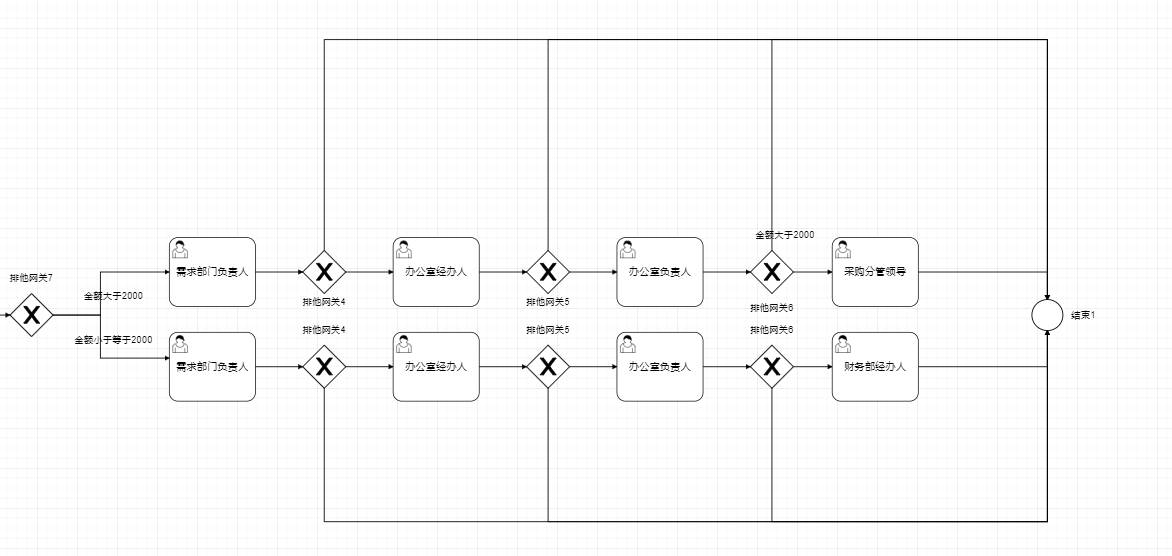 排他网关7
金额大于2000
金额小于等于2000
需求部门负责人
排他网关4
办公室经办人
排他网关5
办公室负责人
金额大于2000
排他网关6
采购分管领导
需求部门负责人
排他网关4
办公室经办人
排他网关5
办公室负责人
排他网关6
财务部经办人
结束1